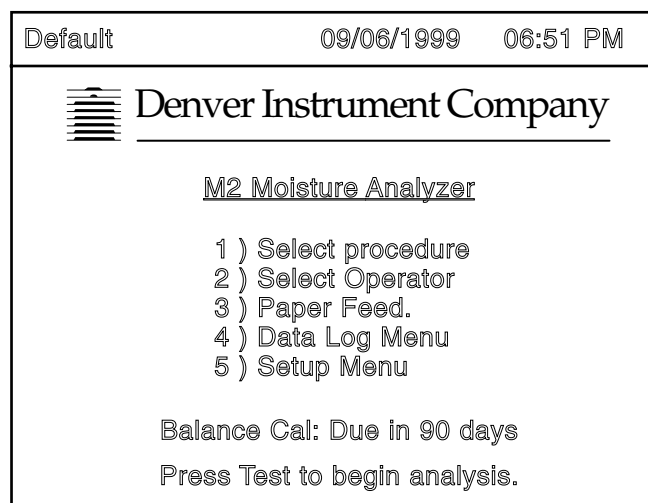 Default 09/06/1999 06:51 PM
Denver Instrument Company
M2 Moisture Analyzer
1 ) Select procedure
2 ) Select Operator
3 ) Paper Feed.
4 ) Data Log Menu
5 ) Setup Menu
Balance Cal: Due in 90 days
Press Test to begin analysis.